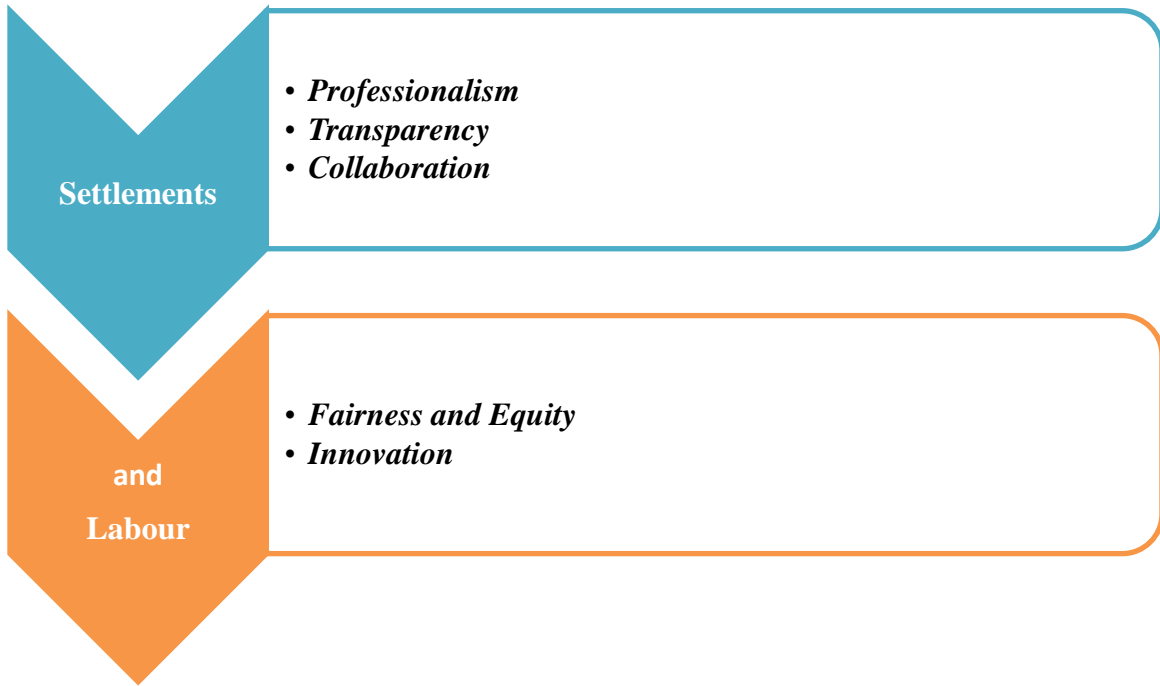 Settlements
• Professionalism
• Transparency
• Collaboration
and
Labour
• Fairness and Equity
• Innovation